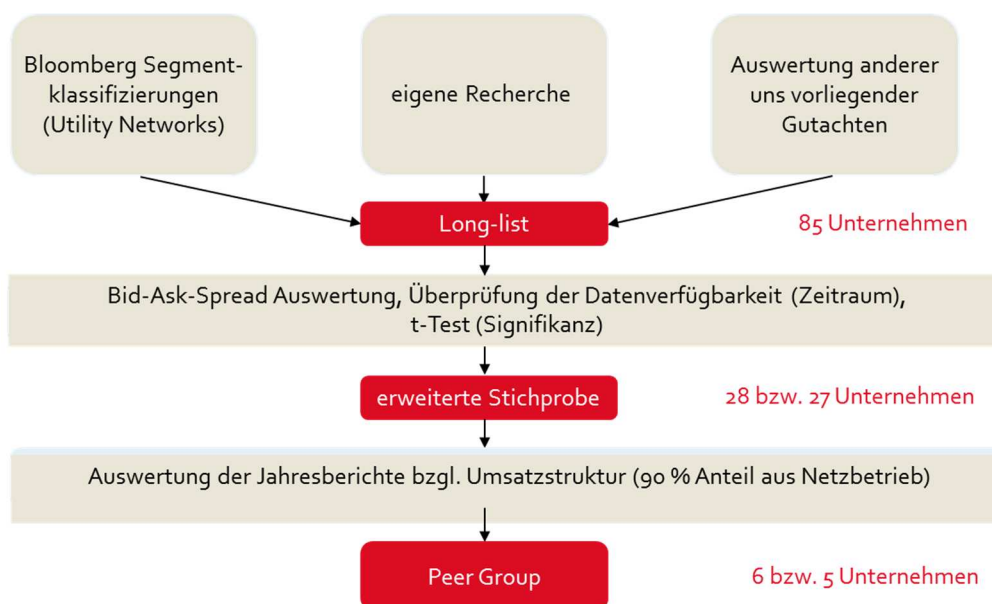 Bloomberg Segment-
klassifizierungen
(Utility Networks)
eigene Recherche
Auswertung anderer
uns vorliegender
Gutachten
Long-list
85 Unternehmen
Bid-Ask-Spread Auswertung, Überprüfung der Datenverfügbarkeit (Zeitraum),
t-Test (Signifikanz)
erweiterte Stichprobe
28 bzw. 27 Unternehmen
Auswertung der Jahresberichte bzgl. Umsatzstruktur (90 % Anteil aus Netzbetrieb)
Peer Group
6 bzw. 5 Unternehmen